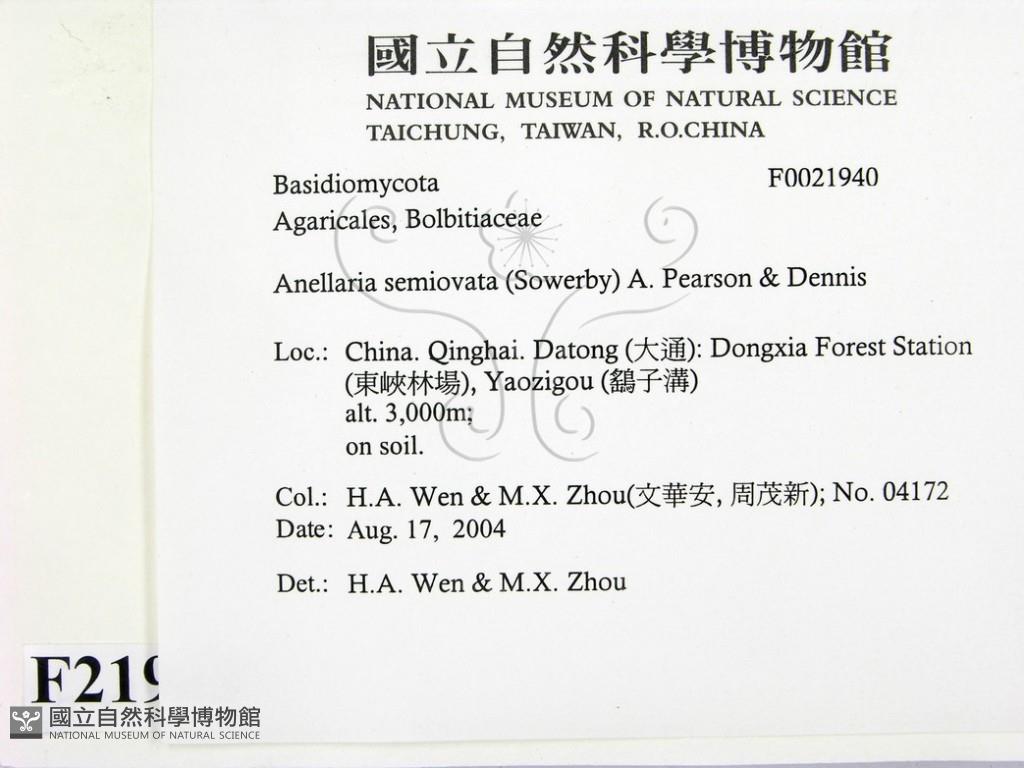 國立自然科學博物館
NATIONAL MUSEUM OF NATURAL SCIENCE
TAICHUNG, TAIWAN, R.O.CHINA
Basidiomycota F0021940
Agaricales, Bolbitiaceae
Anellaria semiovata (Sowerby) A. Pearson & Dennis
Loc.: China. Qinghai. Datong (大通): Dongxia Forest Station
(東峽林場), Yaozigou (鷂子溝)
alt. 3,000m;
on soil.
Col.: H.A. Wen & M.X. Zhou(文華安, 周茂新); No. 04172
Date: Aug. 17, 2004
Det.: H.A. Wen & M.X. Zhou
F219
國立自然科學博物館
NATIONAL MUSEUM OF NATURAL SCIENCE